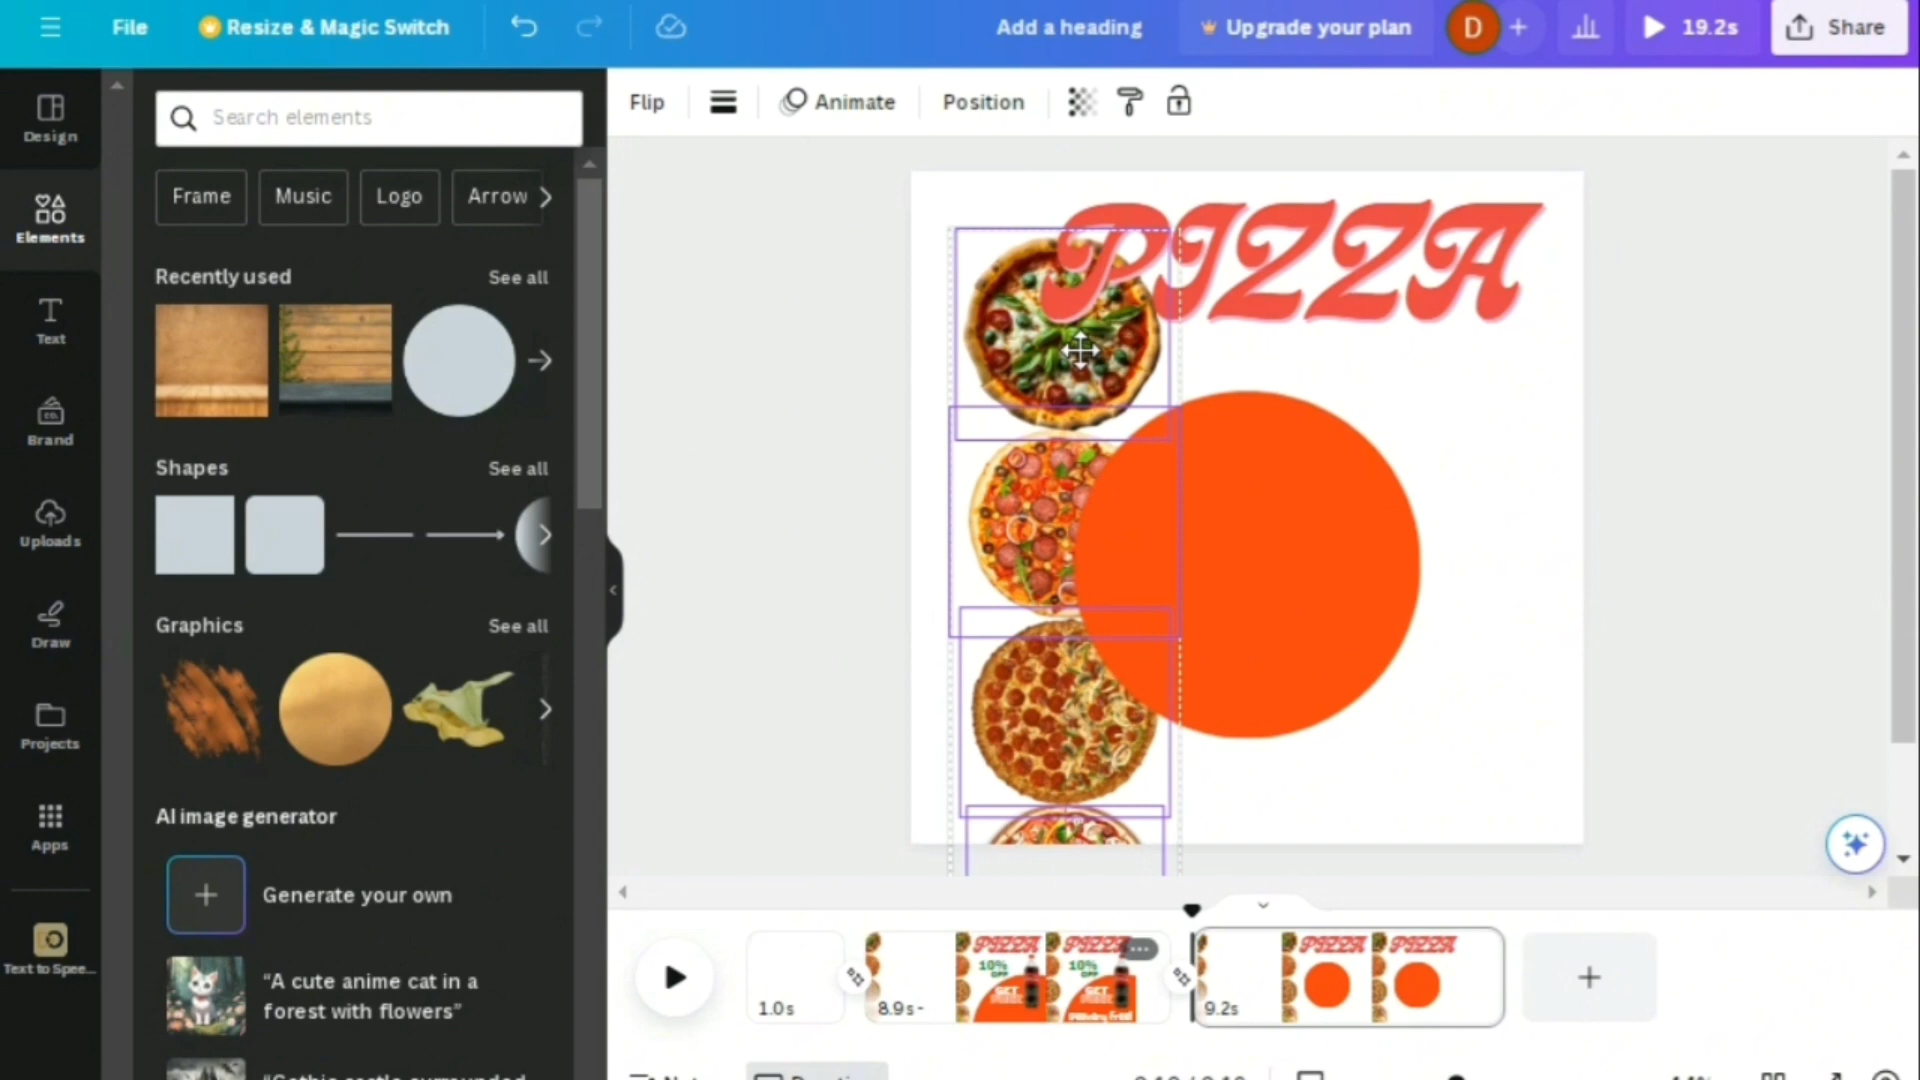 File
Resize & Magic Switch
Add a heading
Upgrade your plan
D
19.2s
Share
Flip
Animate
Position
Design
Elements
Text
Brand
Uploads
Draw
Projects
Apps
Text to Spee...
Search elements
Frame
Music
Logo
Arrow
Recently used
See all
Shapes
See all
Graphics
See all
AI image generator
Generate your own
“A cute anime cat in a
forest with flowers”
PIZZA
1.0s
8.9s-
PIZZA
10%
OFF
PIZZA
10%
OFF
9.2s
PIZZA
PIZZA